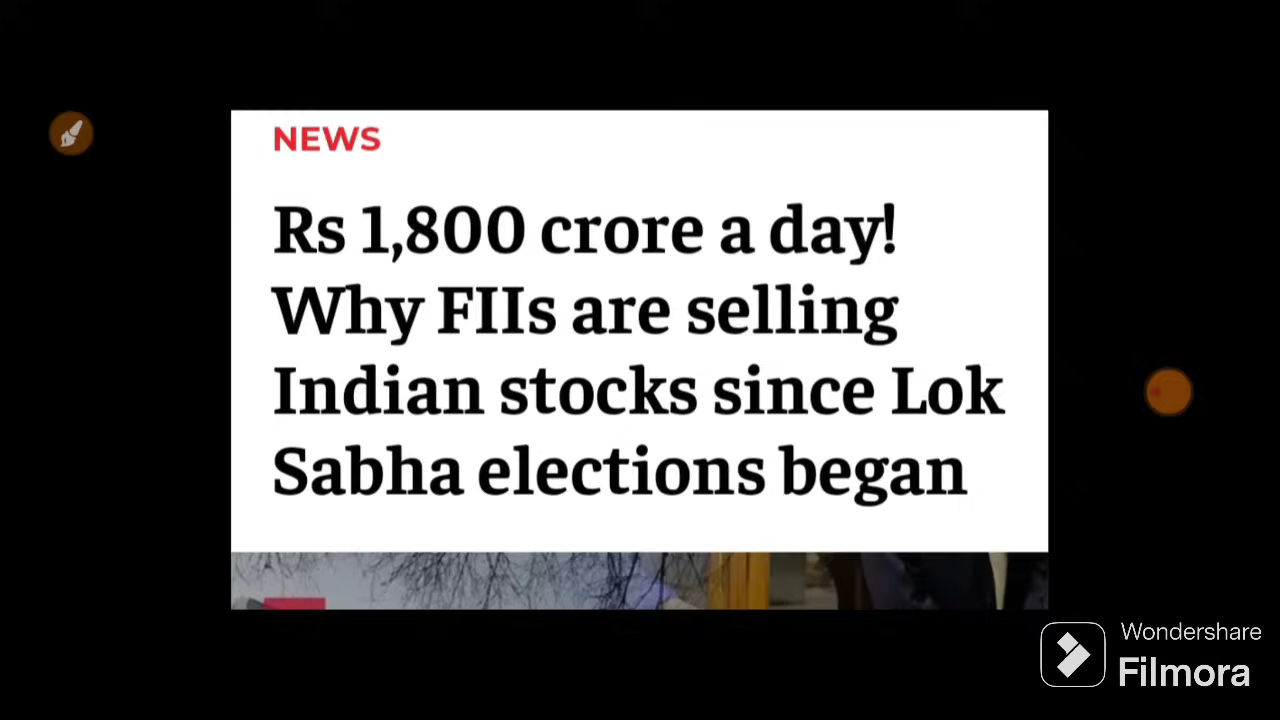 NEWS
Rs 1,800 crore a day!
Why FIIs are selling
Indian stocks since Lok
Sabha elections began
Wondershare
Filmora